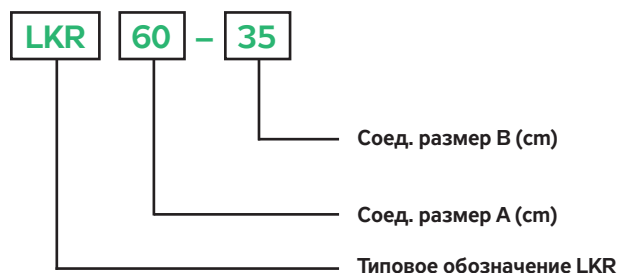 LKR 60 – 35
Соед. размер B (cm)
Соед. размер A (cm)
Типовое обозначение LKR